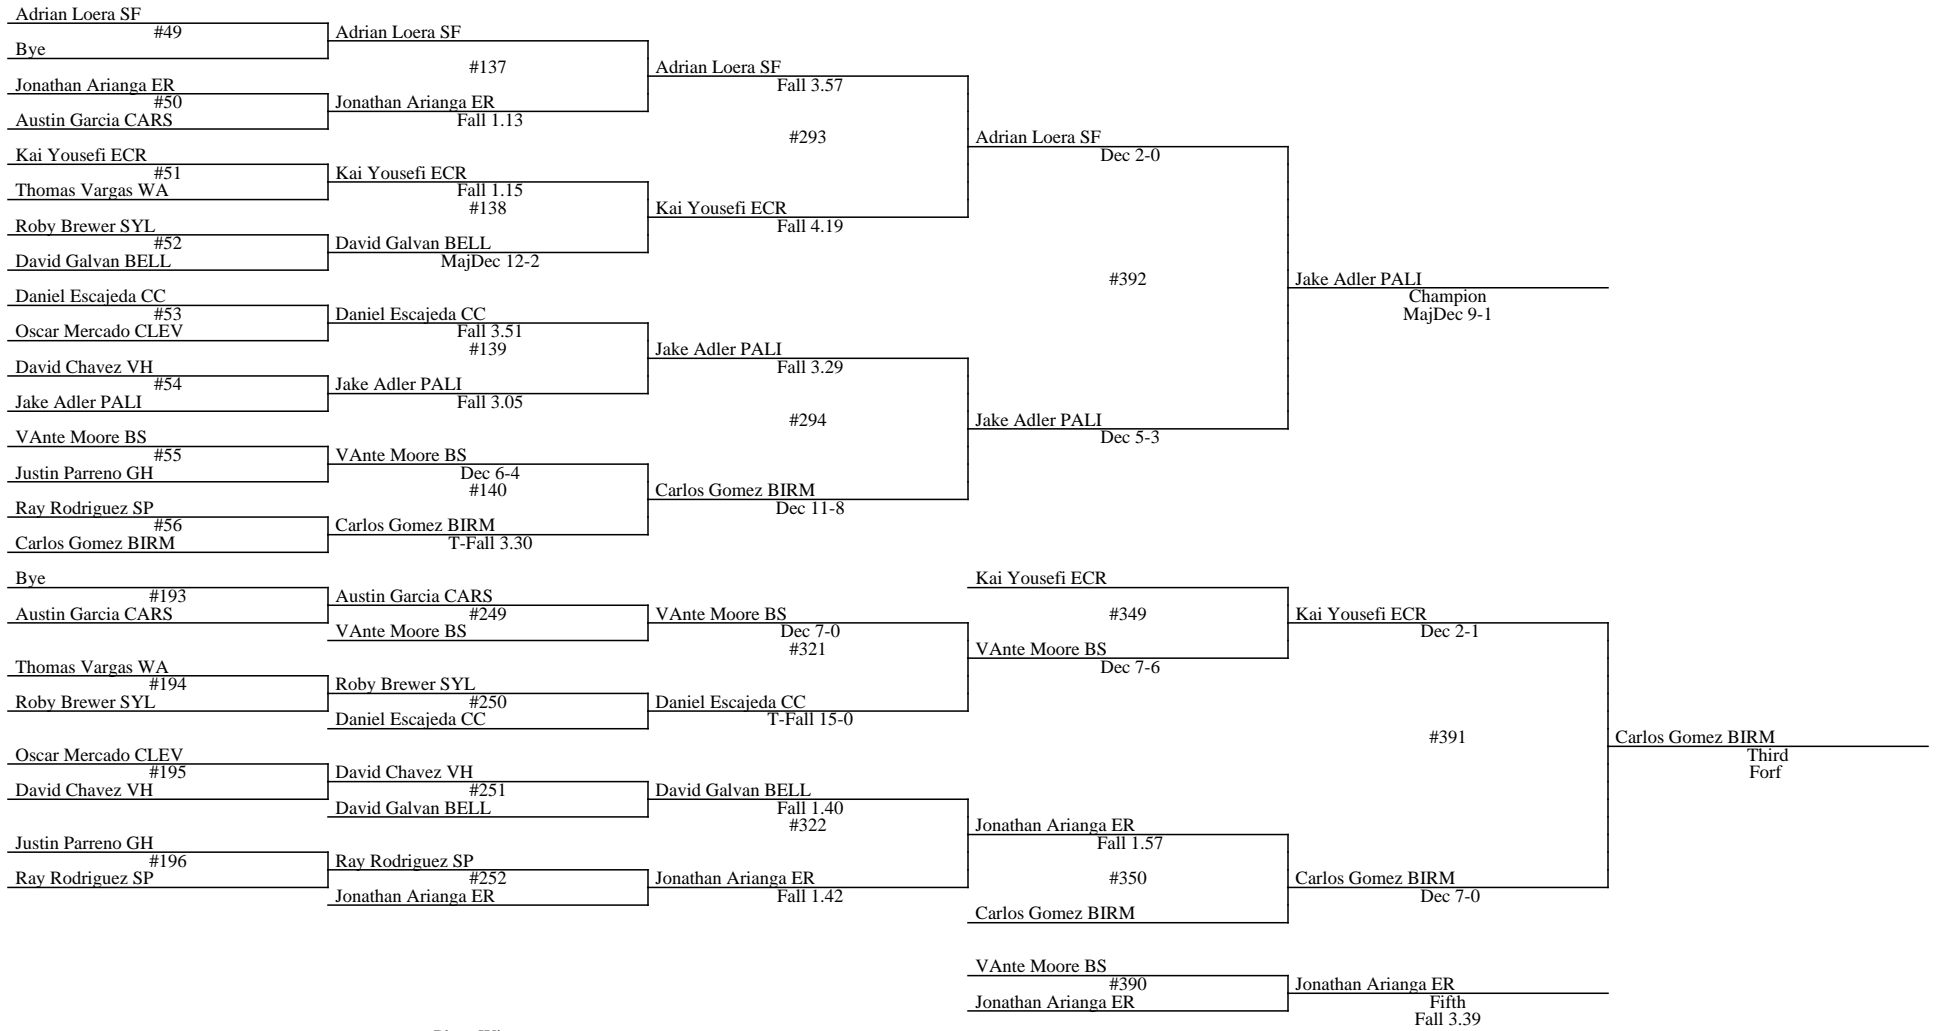 Adrian Loera SF
#49
Bye
Jonathan Arianga ER
#50
Austin Garcia CARS
Kai Yousefi ECR
#51
Thomas Vargas WA
Roby Brewer SYL
#52
David Galvan BELL
Daniel Escajeda CC
#53
Oscar Mercado CLEV
David Chavez VH
#54
Jake Adler PALI
VAnte Moore BS
#55
Justin Parreno GH
Ray Rodriguez SP
#56
Carlos Gomez BIRM
Adrian Loera SF
#137
Jonathan Arianga ER
Fall 1.13
Kai Yousefi ECR
Fall 1.15
#138
David Galvan BELL
MajDec 12-2
Daniel Escajeda CC
Fall 3.51
#139
Jake Adler PALI
Fall 3.05
VAnte Moore BS
Dec 6-4
#140
Carlos Gomez BIRM
T-Fall 3.30
Adrian Loera SF
Fall 3.57
#293
Kai Yousefi ECR
Fall 4.19
Jake Adler PALI
Fall 3.29
#294
Carlos Gomez BIRM
Dec 11-8
Adrian Loera SF
Dec 2-0
#392
Jake Adler PALI
Dec 5-3
Jake Adler PALI
Champion
MajDec 9-1
Bye
#193
Austin Garcia CARS
Thomas Vargas WA
#194
Roby Brewer SYL
Oscar Mercado CLEV
#195
David Chavez VH
Justin Parreno GH
#196
Ray Rodriguez SP
Austin Garcia CARS
#249
VAnte Moore BS
Roby Brewer SYL
#250
Daniel Escajeda CC
David Chavez VH
#251
David Galvan BELL
Ray Rodriguez SP
#252
Jonathan Arianga ER
VAnte Moore BS
Dec 7-0
#321
Daniel Escajeda CC
T-Fall 15-0
David Galvan BELL
Fall 1.40
#322
Jonathan Arianga ER
Fall 1.42
Kai Yousefi ECR
#349
VAnte Moore BS
Dec 7-6
Jonathan Arianga ER
Fall 1.57
#350
Carlos Gomez BIRM
Kai Yousefi ECR
Dec 2-1
#391
Carlos Gomez BIRM
Dec 7-0
Carlos Gomez BIRM
Third
Forf
VAnte Moore BS
#390
Jonathan Arianga ER
Jonathan Arianga ER
Fifth
Fall 3.39